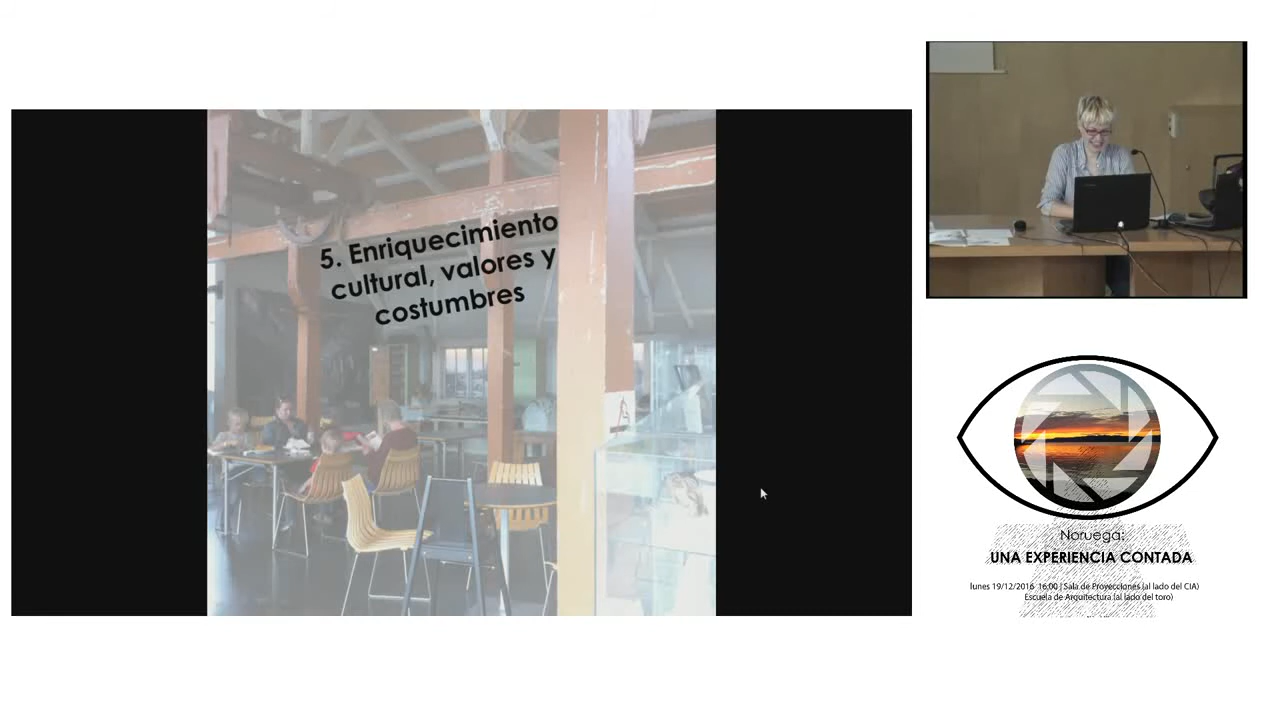 5. Enriquecimiento
cultural, valores y
costumbres
Noruega:
UNA EXPERIENCIA CONTADA
lunes 19/12/2016 16:00 | Sala de Proyecciones (al lado del CIA)
Escuela de Arquitectura (al lado del toro)